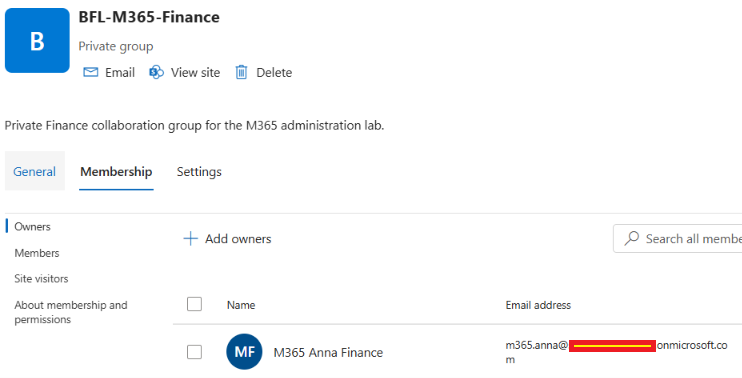 B
BFL-M365-Finance
Private group
Email View site Delete
Private Finance collaboration group for the M365 administration lab.
General Membership Settings
Owners
Members
Site visitors
About membership and
permissions
Add owners
Search all membe
Name Email address
MF M365 Anna Finance
m365.anna@ onmicrosoft.co
m